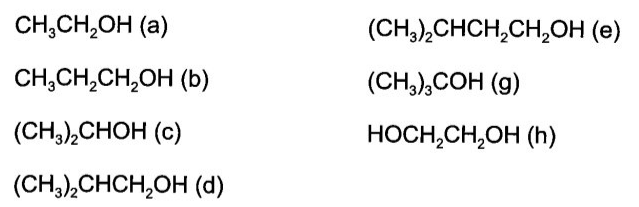 CH₃CH₂OH (a)
CH₃CH₂CH₂OH (b)
(CH₃)₂CHOH (c)
(CH₃)₂CHCH₂OH (d)
(CH₃)₂CHCH₂CH₂OH (e)
(CH₃)₃COH (g)
HOCH₂CH₂OH (h)